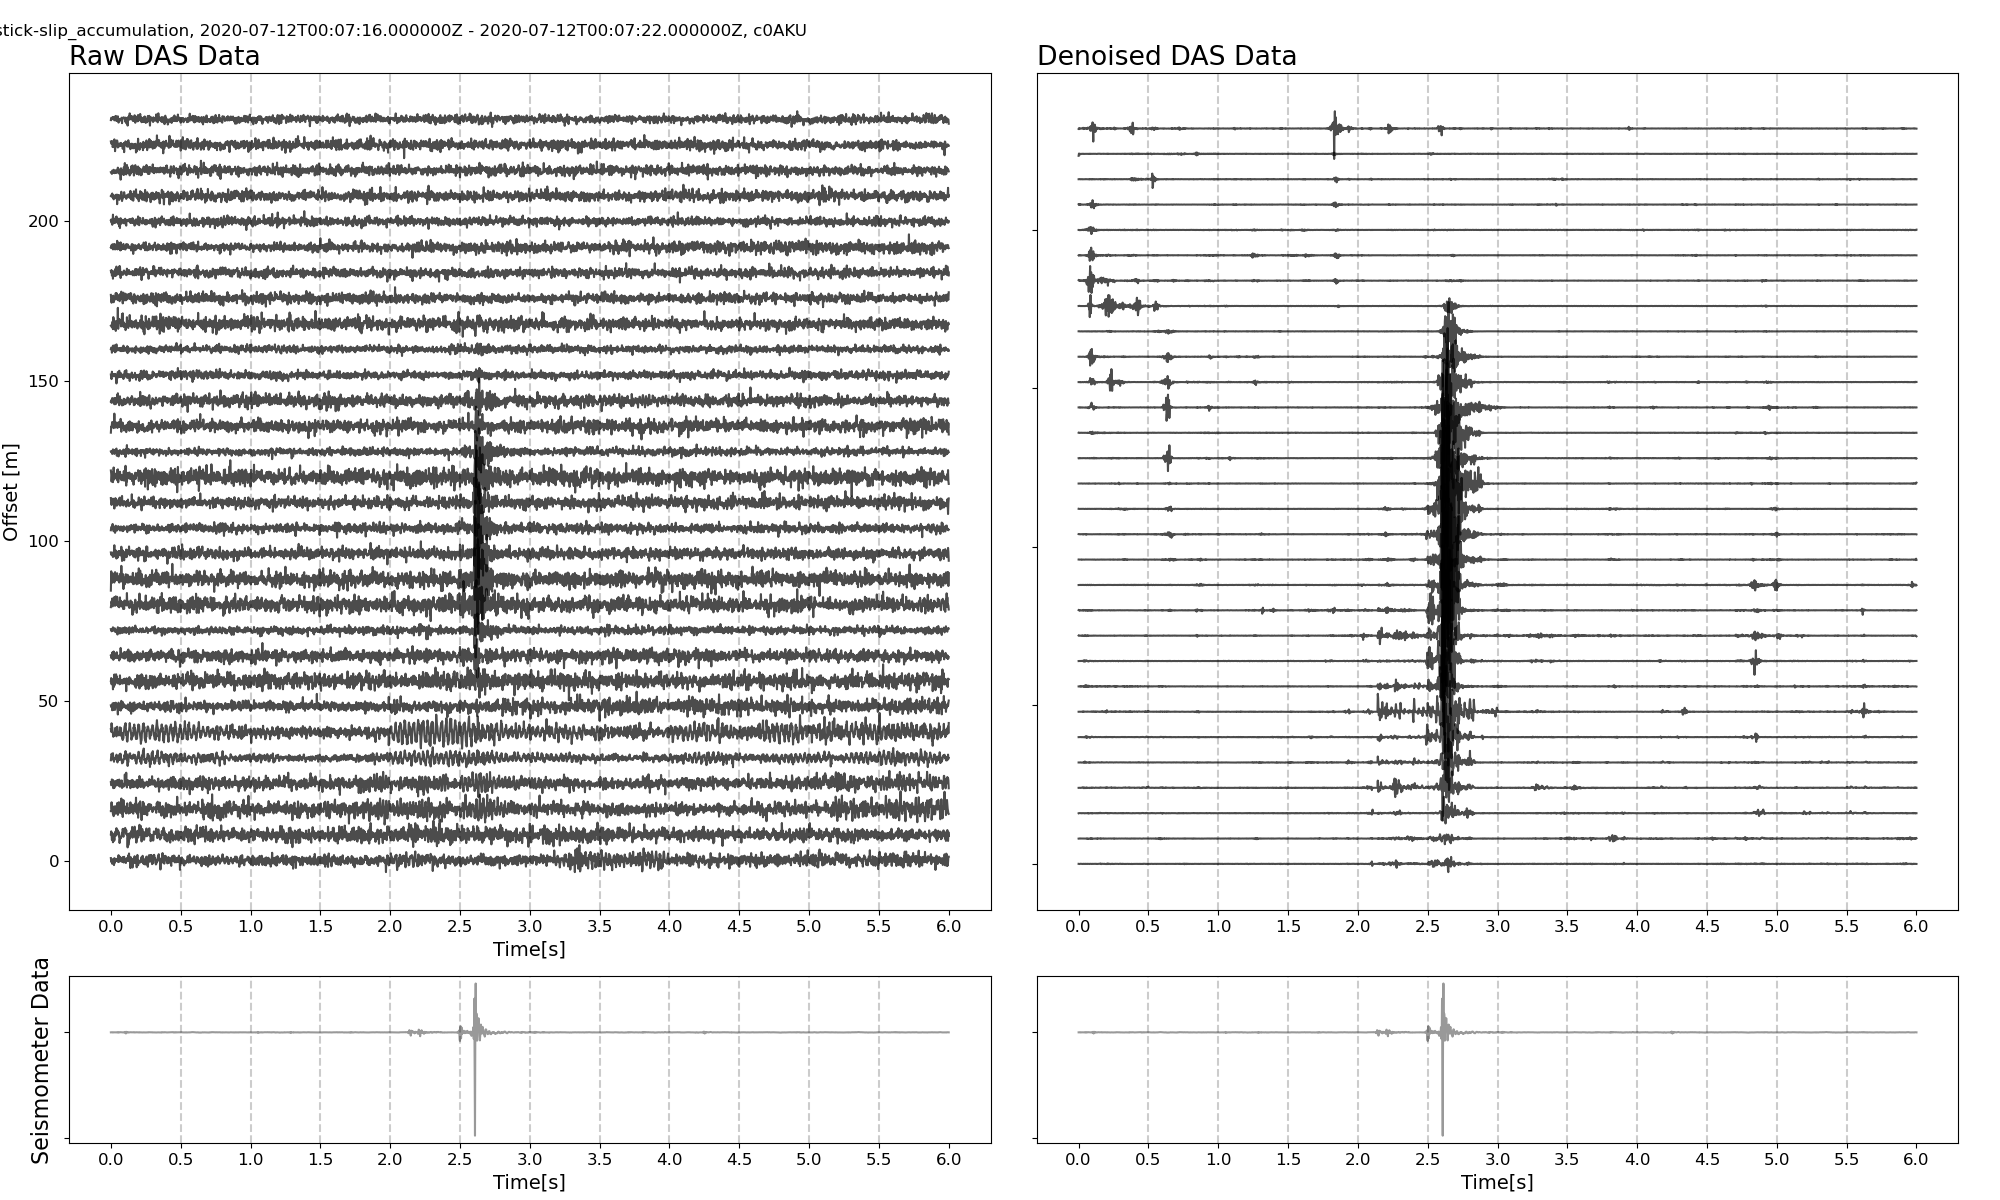 stick-slip_accumulation, 2020-07-12T00:07:16.000000Z - 2020-07-12T00:07:22.000000Z, c0AKU
Raw DAS Data
Denoised DAS Data
Offset [m]
200
150
100
50
0
0.0 0.5 1.0 1.5 2.0 2.5 3.0 3.5 4.0 4.5 5.0 5.5 6.0
Time[s]
0.0 0.5 1.0 1.5 2.0 2.5 3.0 3.5 4.0 4.5 5.0 5.5 6.0
Seismometer Data
0.0 0.5 1.0 1.5 2.0 2.5 3.0 3.5 4.0 4.5 5.0 5.5 6.0
Time[s]
0.0 0.5 1.0 1.5 2.0 2.5 3.0 3.5 4.0 4.5 5.0 5.5 6.0
Time[s]